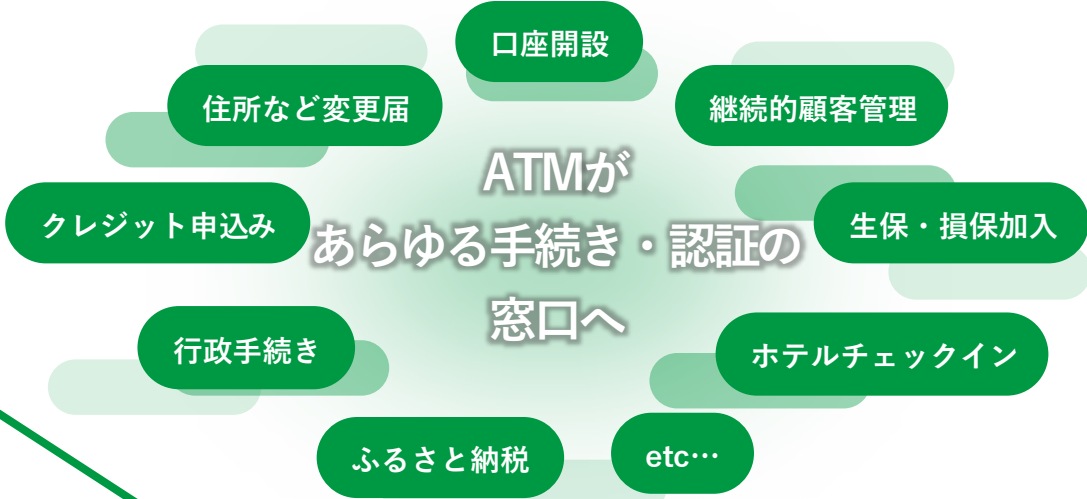 口座開設
住所など変更届
継続的顧客管理
ATMが
あらゆる手続き・認証の
窓口へ
クレジット申込み
生保・損保加入
行政手続き
ホテルチェックイン
ふるさと納税
etc…